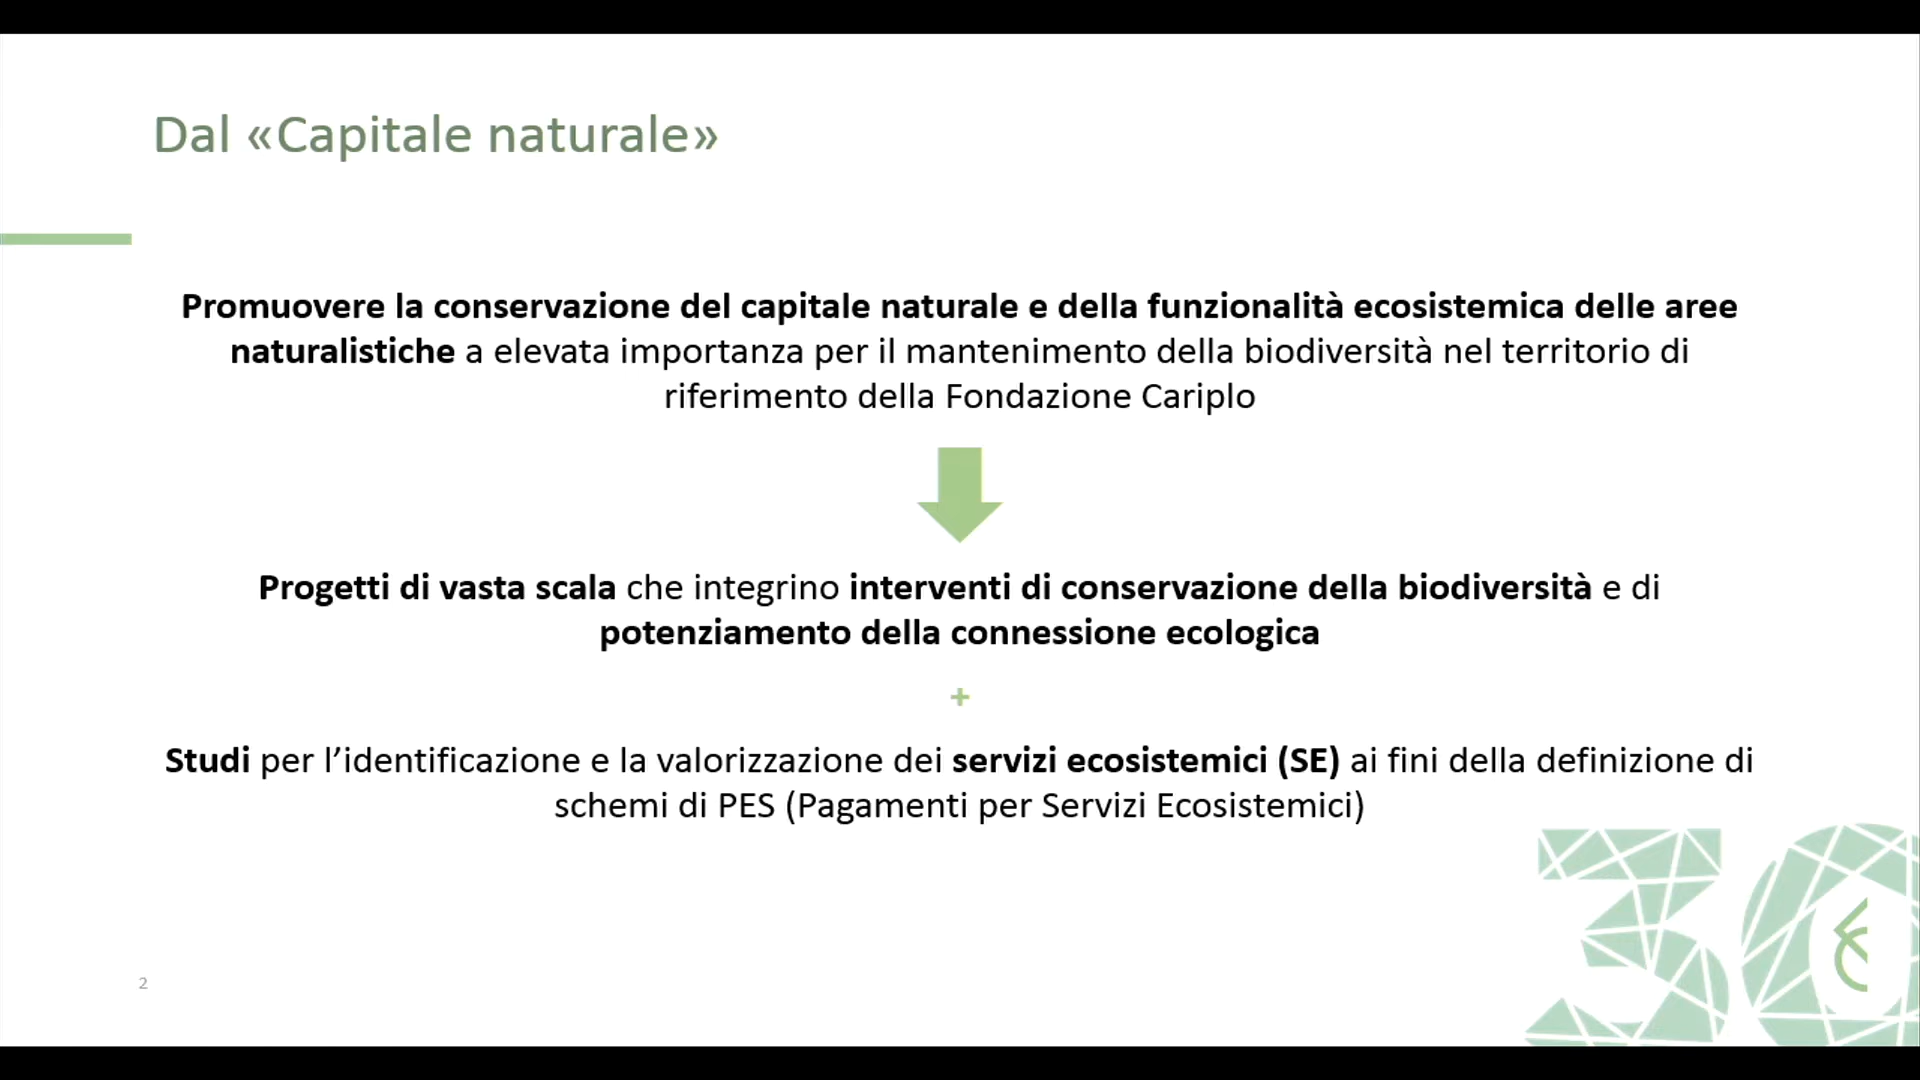 Dal «Capitale naturale»
Promuovere la conservazione del capitale naturale e della funzionalità ecosistemica delle aree
naturalistiche a elevata importanza per il mantenimento della biodiversità nel territorio di
riferimento della Fondazione Cariplo
Progetti di vasta scala che integrino interventi di conservazione della biodiversità e di
potenziamento della connessione ecologica
+
Studi per l’identificazione e la valorizzazione dei servizi ecosistemici (SE) ai fini della definizione di
schemi di PES (Pagamenti per Servizi Ecosistemici)
30
2